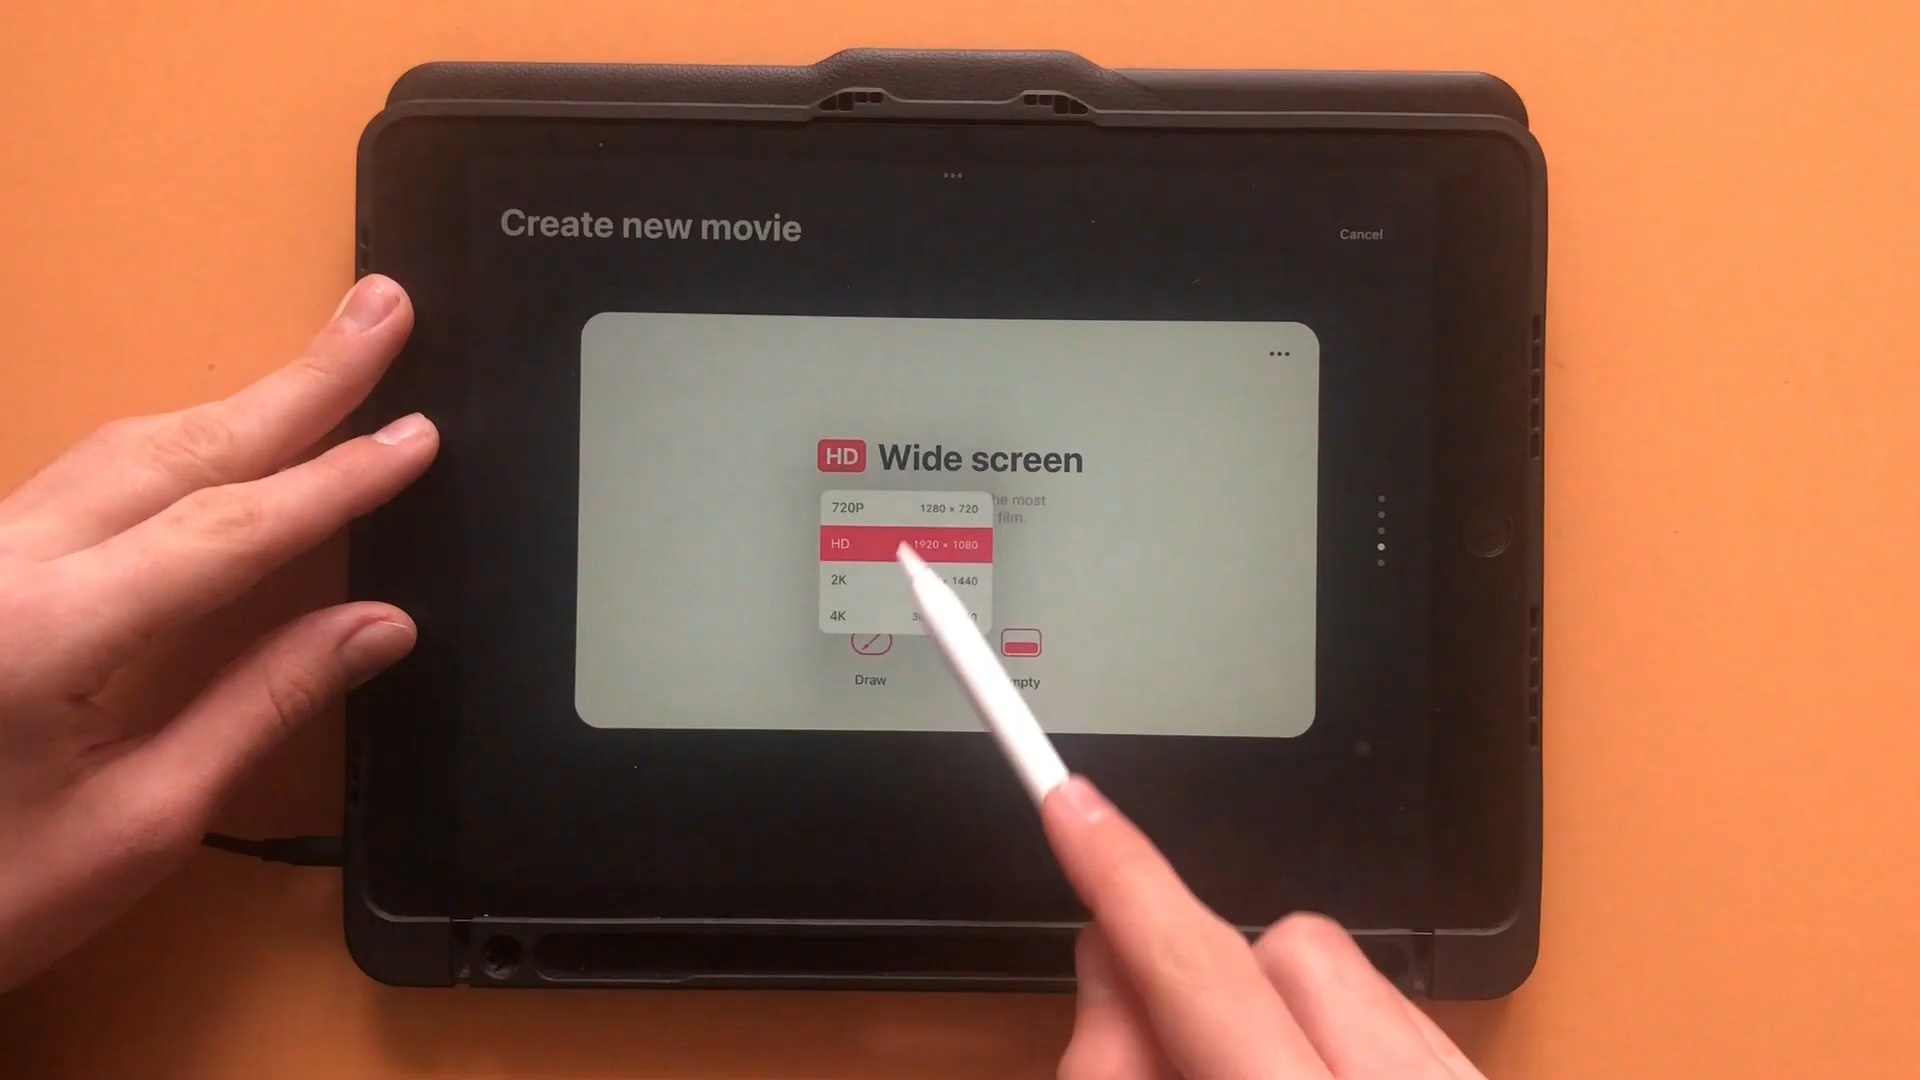 Create new movie
Cancel
HD Wide screen
he most
film.
720P 1280 × 720
HD 1920 × 1080
2K × 1440
4K
Draw
mpty